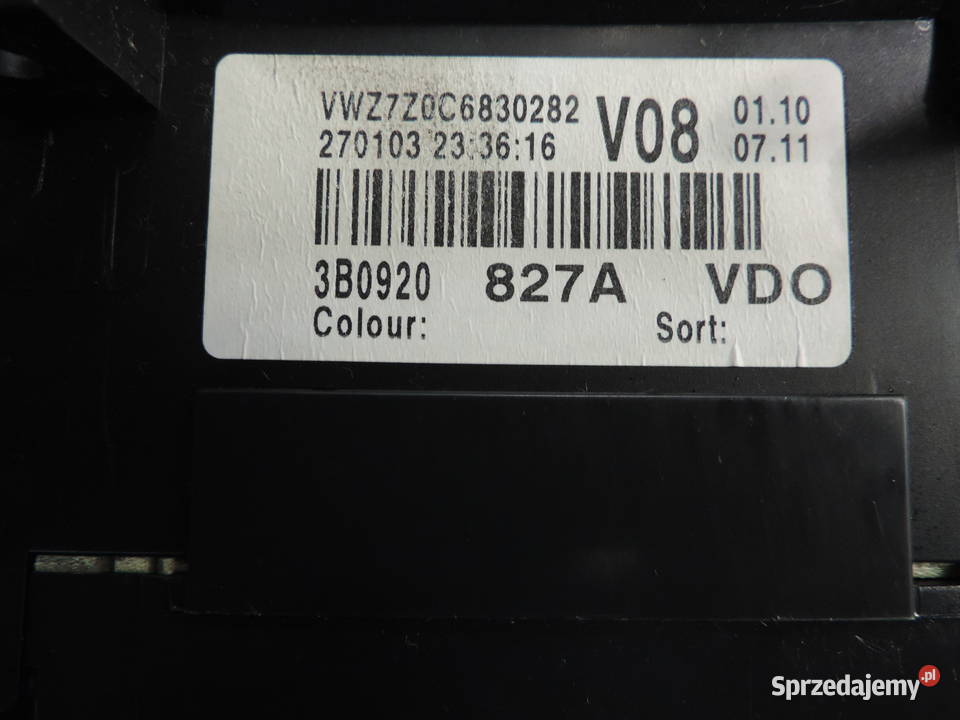 VWZ7Z0C6830282 V08 01.10
270103 23:36:16 07.11
3B0920 827A VDO
Colour: Sort:
Sprzedajemy.pl